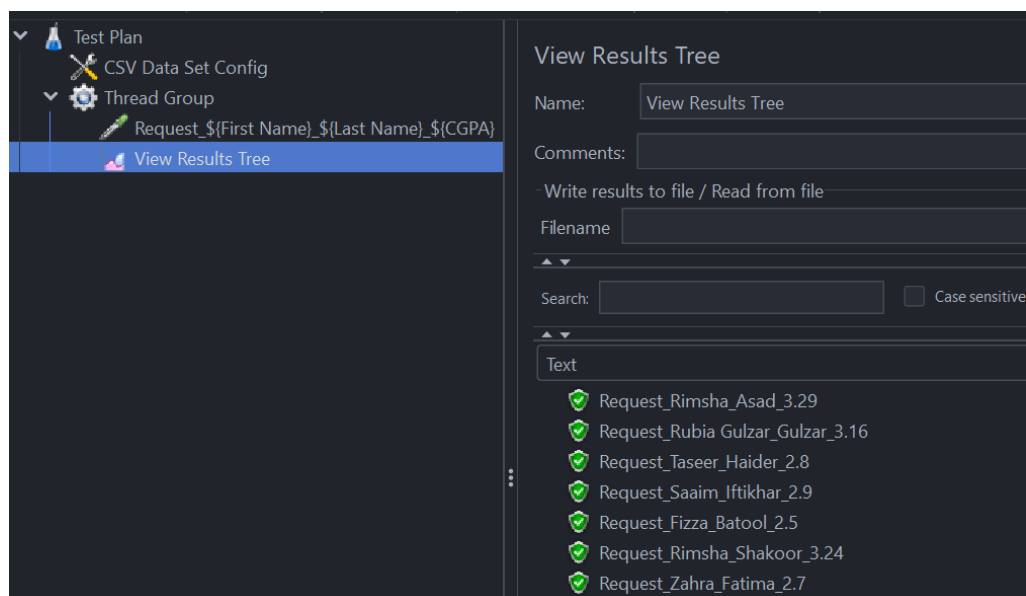 Test Plan
CSV Data Set Config
Thread Group
Request_${First Name}_${Last Name}_${CGPA}
View Results Tree
View Results Tree
Name: View Results Tree
Comments:
Write results to file / Read from file
Filename
Search: Case sensitive
Text
Request_Rimsha_Asad_3.29
Request_Rubia Gulzar_Gulzar_3.16
Request_Taseer_Haider_2.8
Request_Saaim_Iftikhar_2.9
Request_Fizza_Batool_2.5
Request_Rimsha_Shakoor_3.24
Request_Zahra_Fatima_2.7